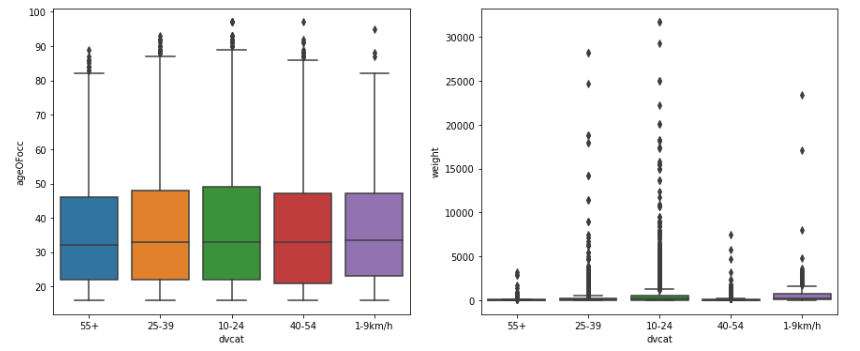 100
90
80
70
60
50
40
30
20
ageOFocc
55+ 25-39 10-24 40-54 1-9km/h
dvcat
30000
25000
20000
15000
10000
5000
0
weight
55+ 25-39 10-24 40-54 1-9km/h
dvcat